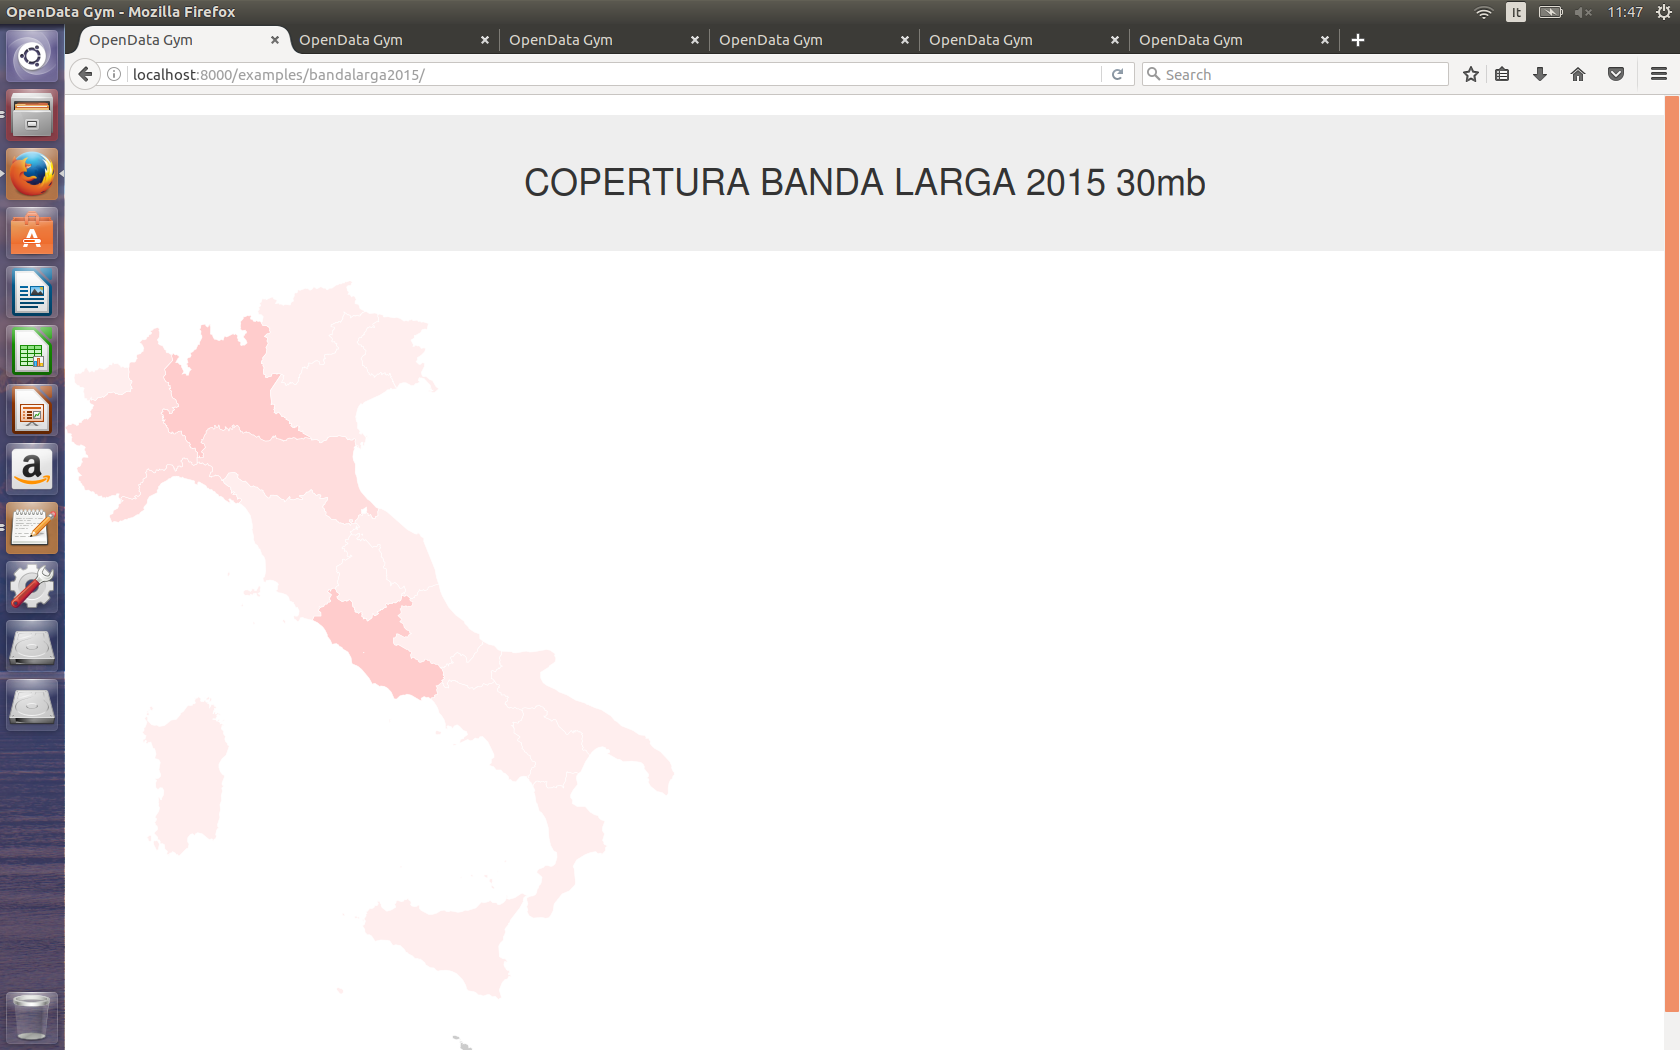 OpenData Gym - Mozilla Firefox
It
11:47
OpenData Gym
OpenData Gym
OpenData Gym
OpenData Gym
OpenData Gym
OpenData Gym
localhost:8000/examples/bandalarga2015/
Search
COPERTURA BANDA LARGA 2015 30mb